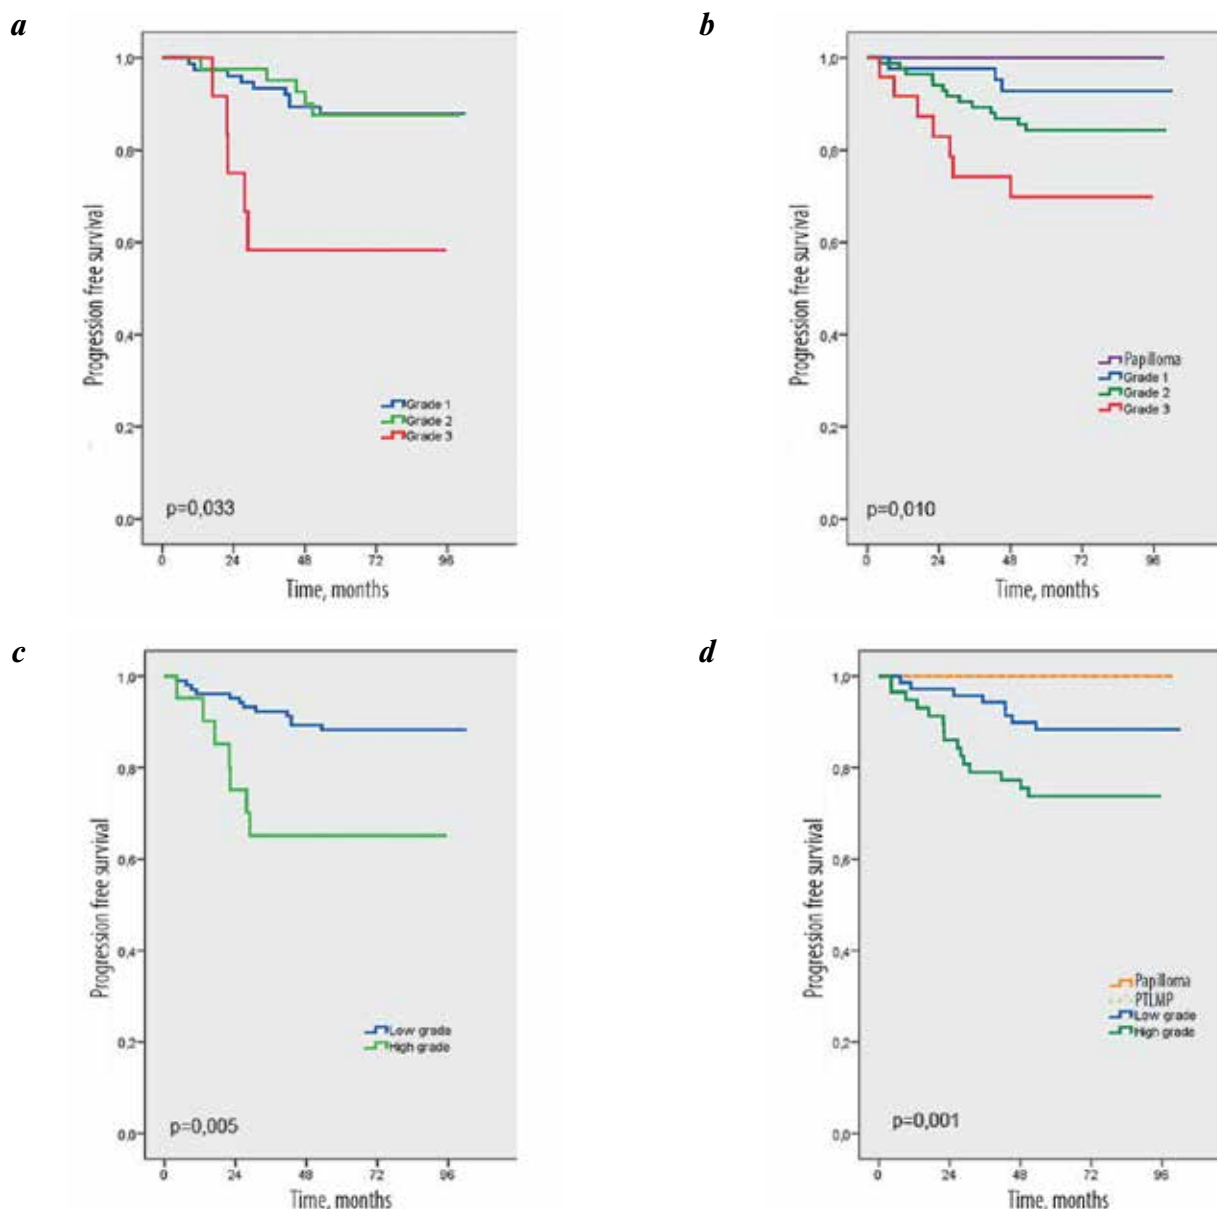 a
1,0
0,8
0,6
0,4
0,2
0,0
Progression free survival
Grade 1
Grade 2
Grade 3
p=0,033
0 24 48 72 96
Time, months
b
1,0
0,8
0,6
0,4
0,2
0,0
Progression free survival
Papilloma
Grade 1
Grade 2
Grade 3
p=0,010
0 24 48 72 96
Time, months
c
1,0
0,8
0,6
0,4
0,2
0,0
Progression free survival
Low grade
High grade
p=0,005
0 24 48 72 96
Time, months
d
1,0
0,8
0,6
0,4
0,2
0,0
Progression free survival
Papilloma
PTLMP
Low grade
High grade
p=0,001
0 24 48 72 96
Time, months